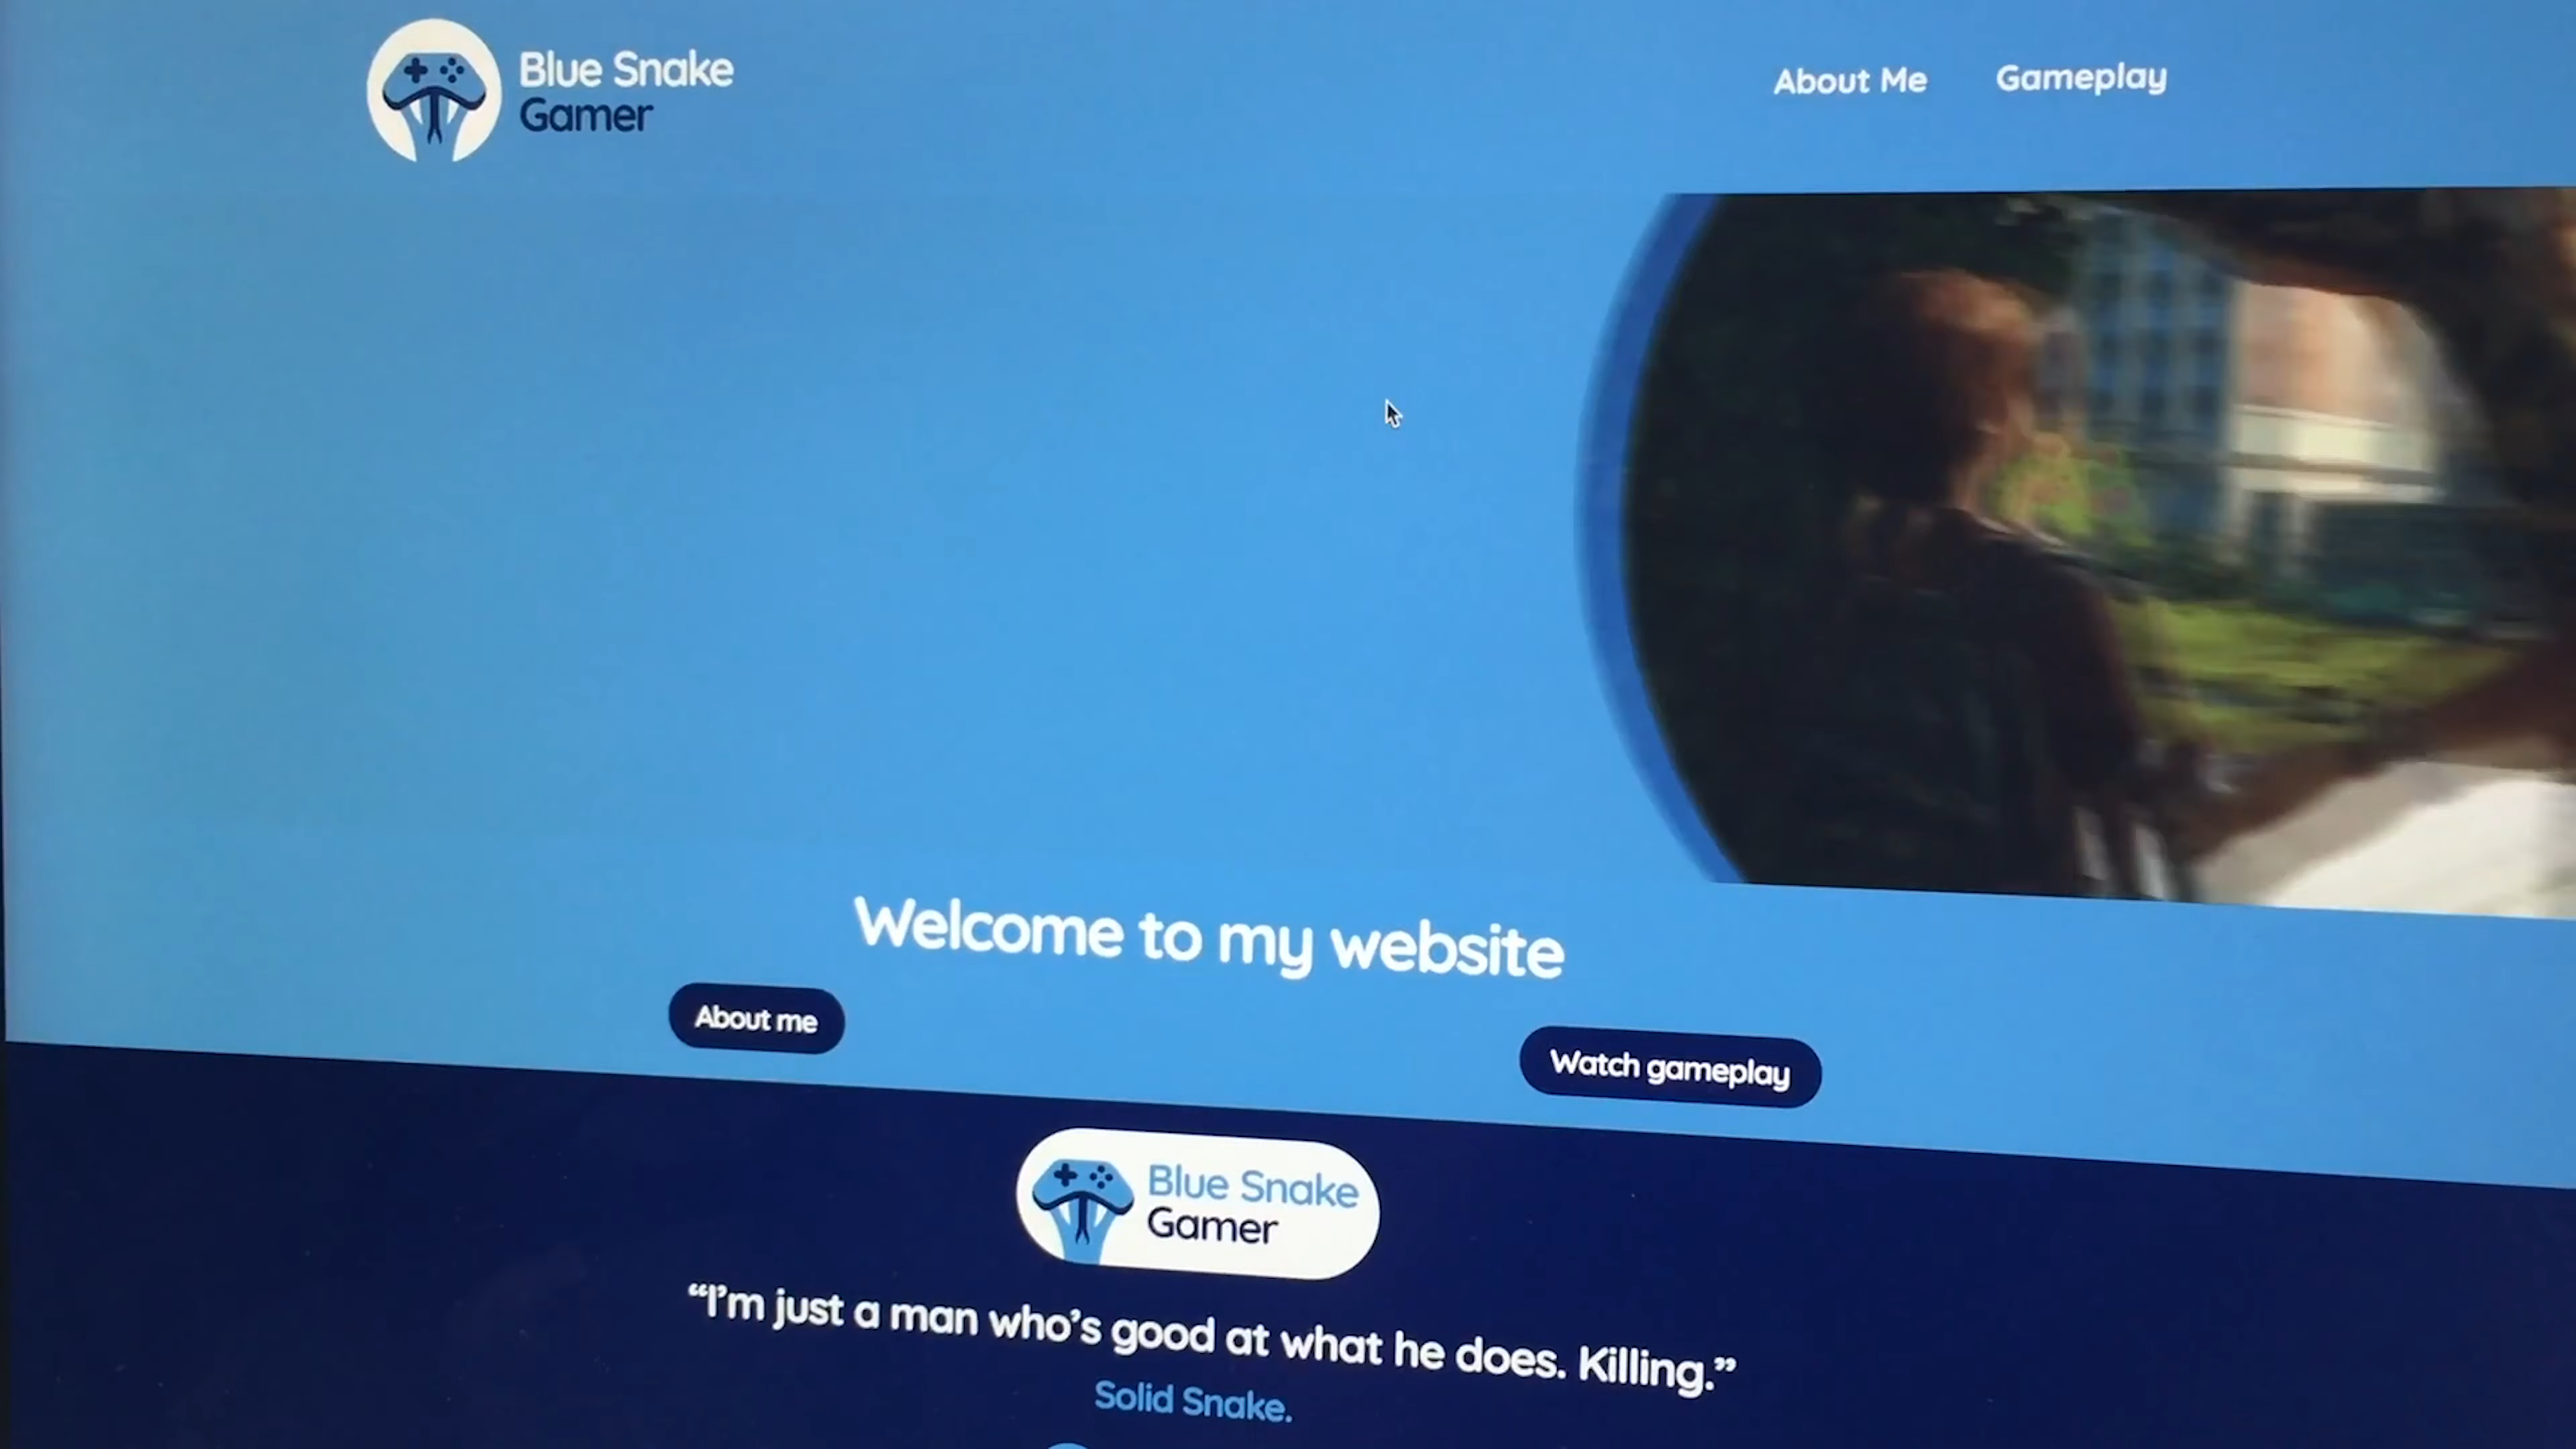 Blue Snake
Gamer
About Me
Gameplay
Welcome to my website
About me
Watch gameplay
Blue Snake
Gamer
“I’m just a man who’s good at what he does. Killing.”
Solid Snake.